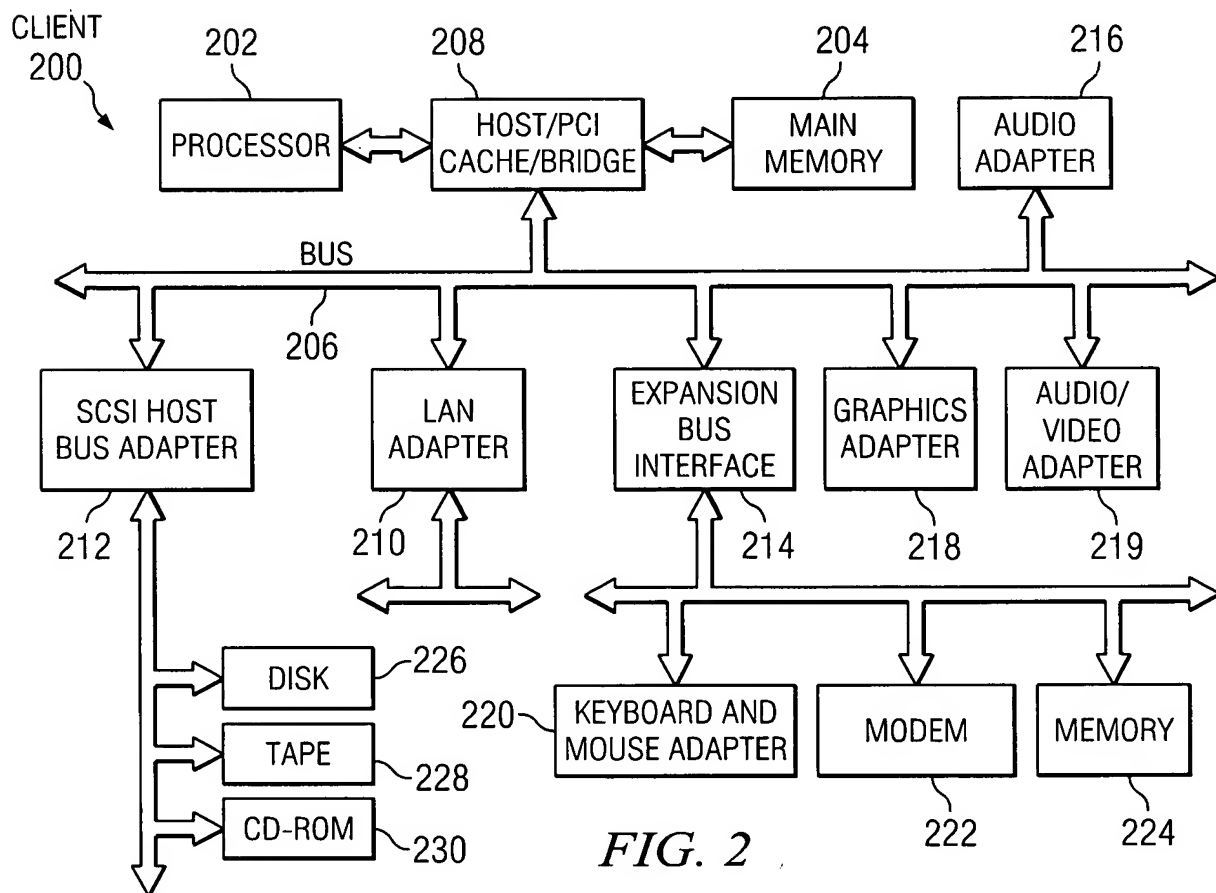 CLIENT
200
202
208
204
216
PROCESSOR
HOST/PCI
CACHE/BRIDGE
MAIN
MEMORY
AUDIO
ADAPTER
BUS
206
SCSI HOST
BUS ADAPTER
LAN
ADAPTER
EXPANSION
BUS
INTERFACE
GRAPHICS
ADAPTER
AUDIO/
VIDEO
ADAPTER
212
210
214
218
219
DISK
226
TAPE
228
CD-ROM
230
220
KEYBOARD AND
MOUSE ADAPTER
MODEM
MEMORY
222
224
FIG. 2